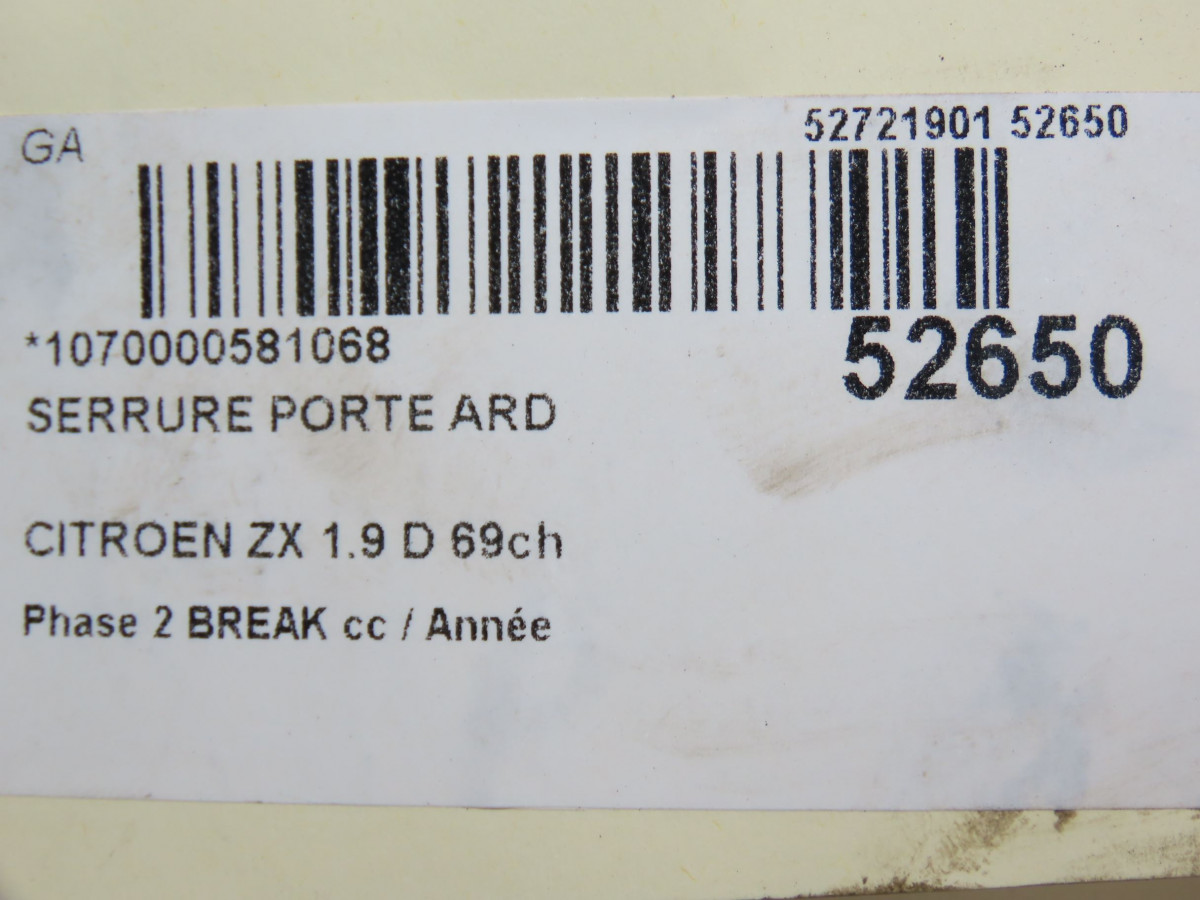 GA
52721901 52650
*1070000581068
52650
SERRURE PORTE ARD
CITROEN ZX 1.9 D 69ch
Phase 2 BREAK cc / Année